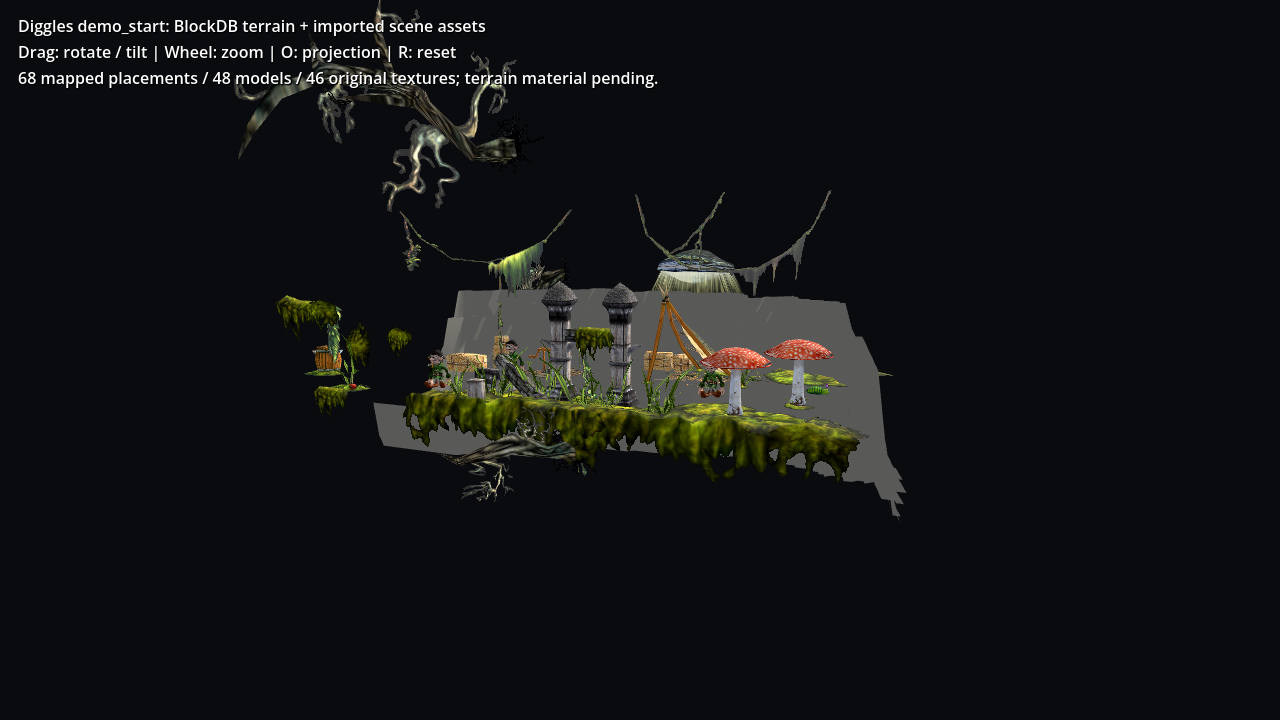 Diggles demo_start: BlockDB terrain + imported scene assets
Drag: rotate / tilt | Wheel: zoom | O: projection | R: reset
68 mapped placements / 48 models / 46 original textures; terrain material pending.